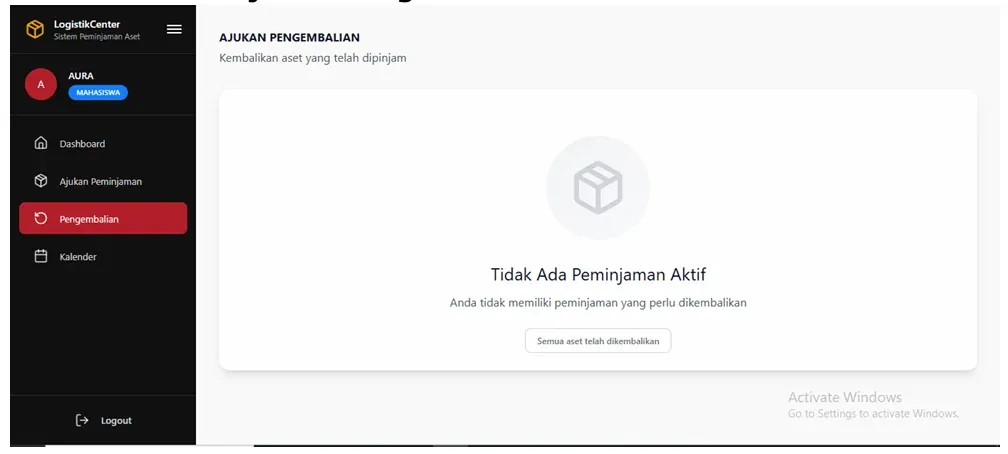 LogistikCenter
Sistem Peminjaman Aset
A
AURA
MAHASISWA
Dashboard
Ajukan Peminjaman
Pengembalian
Kalender
Logout
AJUKAN PENGEMBALIAN
Kembalikan aset yang telah dipinjam
Tidak Ada Peminjaman Aktif
Anda tidak memiliki peminjaman yang perlu dikembalikan
Semua aset telah dikembalikan
Activate Windows
Go to Settings to activate Windows.